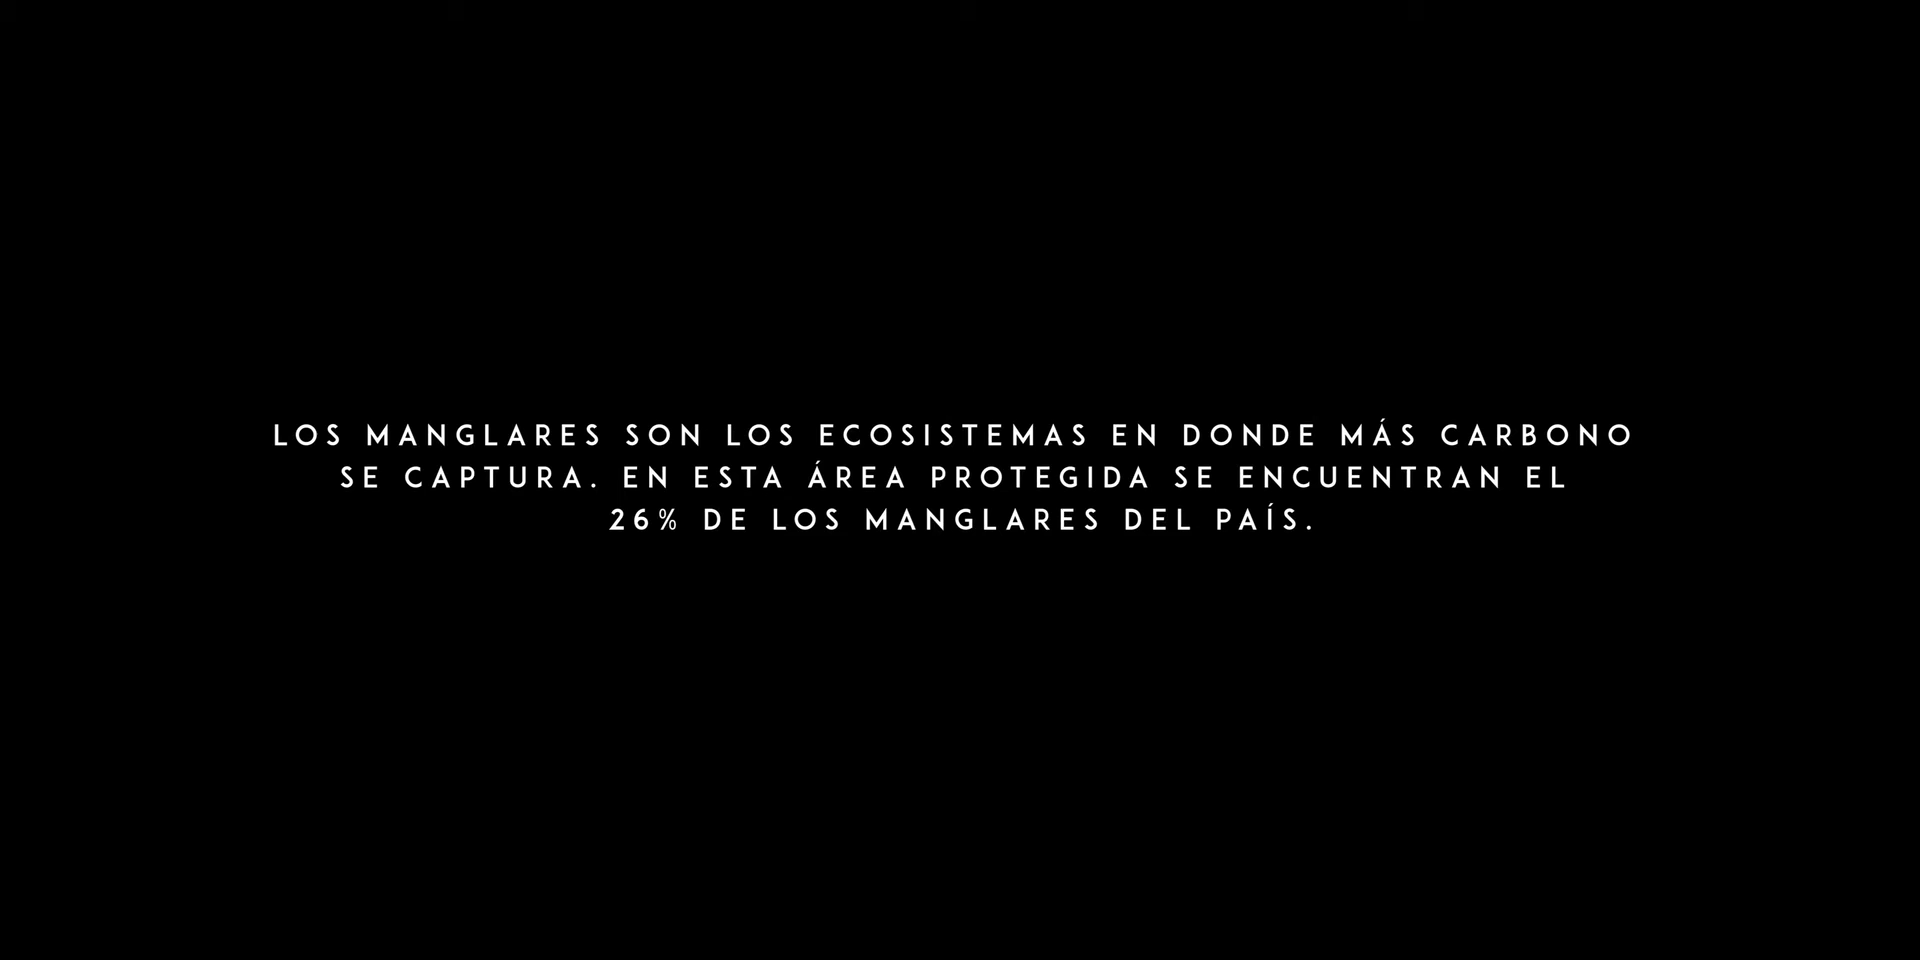 LOS MANGLARES SON LOS ECOSISTEMAS EN DONDE MÁS CARBONO
SE CAPTURA. EN ESTA ÁREA PROTEGIDA SE ENCUENTRAN EL
26% DE LOS MANGLARES DEL PAÍS.